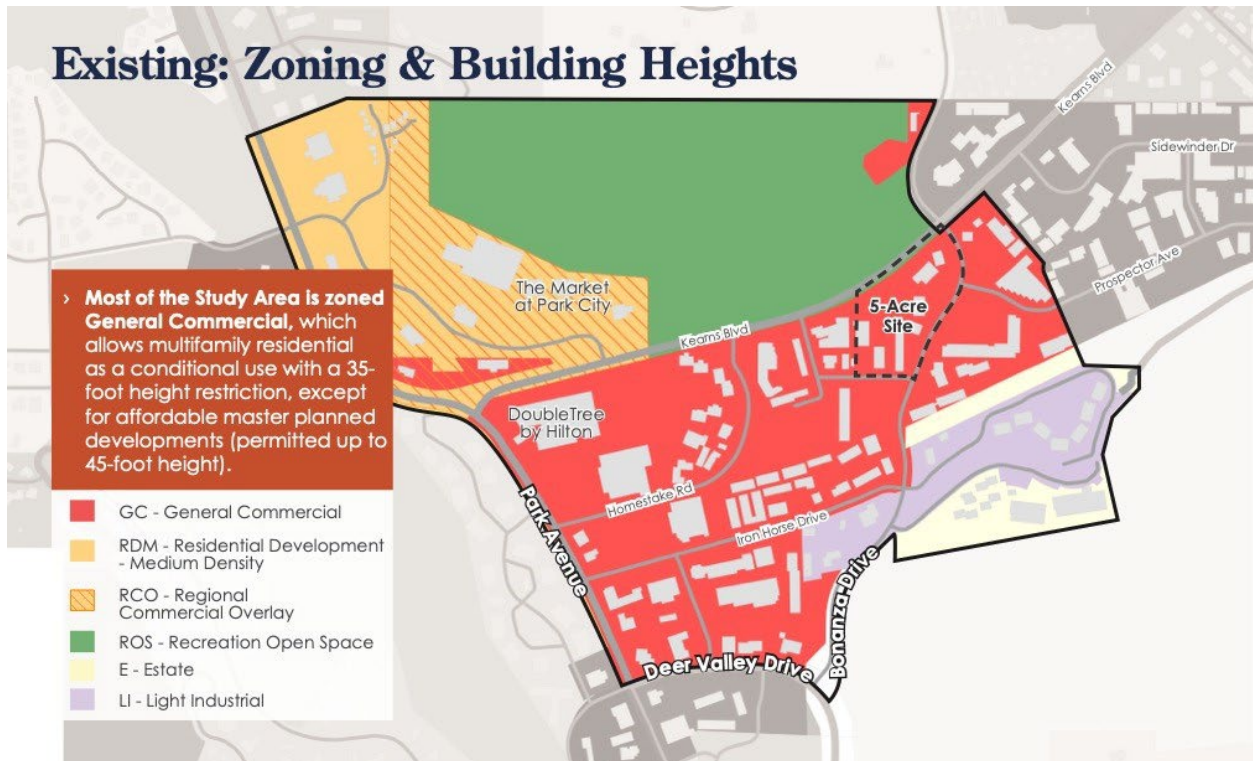 Existing: Zoning & Building Heights
Kearns Blvd
Sidewinder Dr
Prospector Ave
The Market
at Park City
5-Acre
Site
Kearns Blvd
› Most of the Study Area is zoned
General Commercial, which
allows multifamily residential
as a conditional use with a 35-
foot height restriction, except
for affordable master planned
developments (permitted up to
45-foot height).
DoubleTree
by Hilton
Homestake Rd
Iron Horse Drive
Park Avenue
Bonanza Drive
Deer Valley Drive
GC - General Commercial
RDM - Residential Development
- Medium Density
RCO - Regional
Commercial Overlay
ROS - Recreation Open Space
E - Estate
LI - Light Industrial